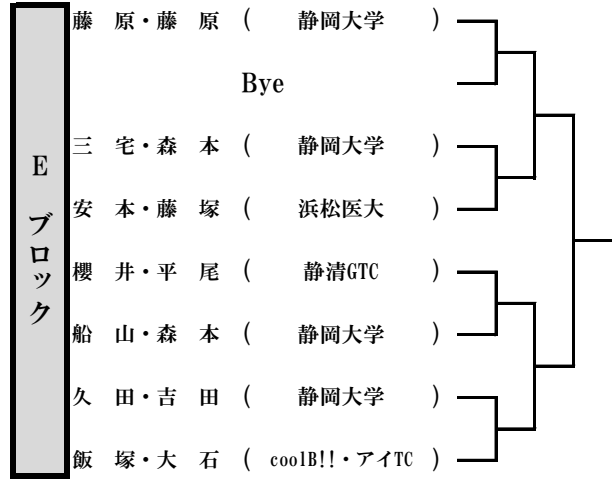 E ブロック
藤 原・藤 原 ( 静岡大学 )
Bye
三 宅・森 本 ( 静岡大学 )
安 本・藤 塚 ( 浜松医大 )
櫻 井・平 尾 ( 静清GTC )
船 山・森 本 ( 静岡大学 )
久 田・吉 田 ( 静岡大学 )
飯 塚・大 石 ( coolB!!・アイTC )